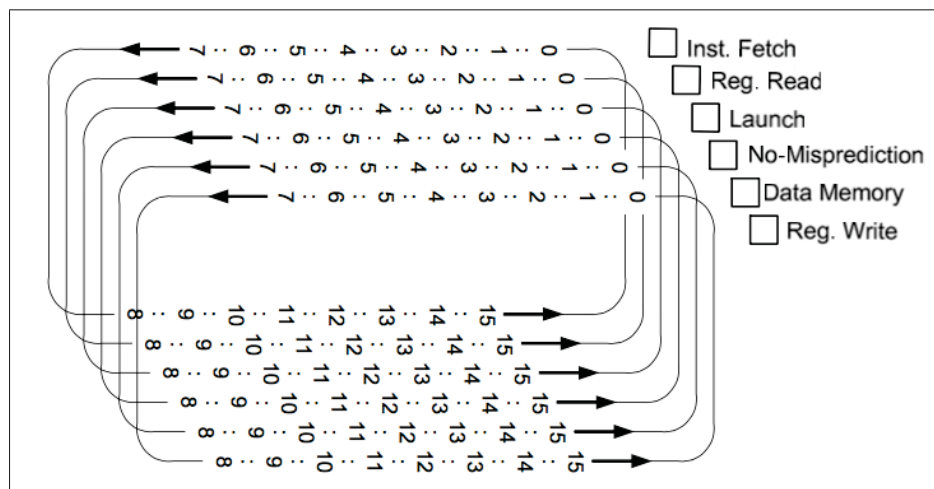 7 ·· 6 ·· 5 ·· 4 ·· 3 ·· 2 ·· 1 ·· 0
7 ·· 6 ·· 5 ·· 4 ·· 3 ·· 2 ·· 1 ·· 0
7 ·· 6 ·· 5 ·· 4 ·· 3 ·· 2 ·· 1 ·· 0
7 ·· 6 ·· 5 ·· 4 ·· 3 ·· 2 ·· 1 ·· 0
7 ·· 6 ·· 5 ·· 4 ·· 3 ·· 2 ·· 1 ·· 0
7 ·· 6 ·· 5 ·· 4 ·· 3 ·· 2 ·· 1 ·· 0
Inst. Fetch
Reg. Read
Launch
No-Misprediction
Data Memory
Reg. Write
8 ·· 9 ·· 10 ·· 11 ·· 12 ·· 13 ·· 14 ·· 15
8 ·· 9 ·· 10 ·· 11 ·· 12 ·· 13 ·· 14 ·· 15
8 ·· 9 ·· 10 ·· 11 ·· 12 ·· 13 ·· 14 ·· 15
8 ·· 9 ·· 10 ·· 11 ·· 12 ·· 13 ·· 14 ·· 15
8 ·· 9 ·· 10 ·· 11 ·· 12 ·· 13 ·· 14 ·· 15
8 ·· 9 ·· 10 ·· 11 ·· 12 ·· 13 ·· 14 ·· 15